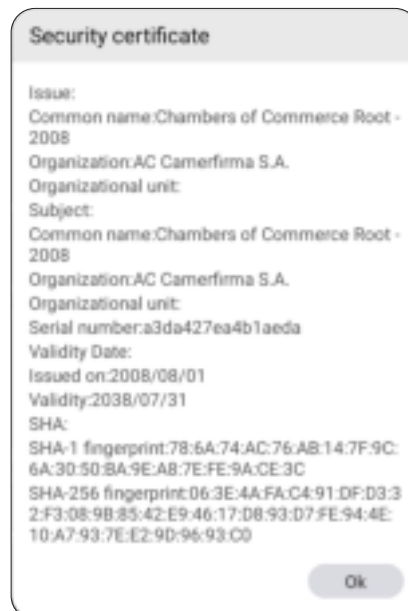 Security certificate
Issue:
Common name:Chambers of Commerce Root -
2008
Organization:AC Camerfirma S.A.
Organizational unit:
Subject:
Common name:Chambers of Commerce Root -
2008
Organization:AC Camerfirma S.A.
Organizational unit:
Serial number:a3da427ea4b1aeda
Validity Date:
Issued on:2008/08/01
Validity:2038/07/31
SHA:
SHA-1 fingerprint:78:6A:74:AC:76:AB:14:7F:9C:
6A:30:50:BA:9E:A8:7E:FE:9A:CE:3C
SHA-256 fingerprint:06:3E:4A:FA:C4:91:DF:D3:3
2:F3:08:9B:85:42:E9:46:17:D8:93:D7:FE:94:4E:
10:A7:93:7E:E2:9D:96:93:C0
Ok